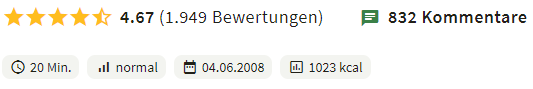 4.67 (1.949 Bewertungen) 832 Kommentare
20 Min. normal 04.06.2008 1023 kcal